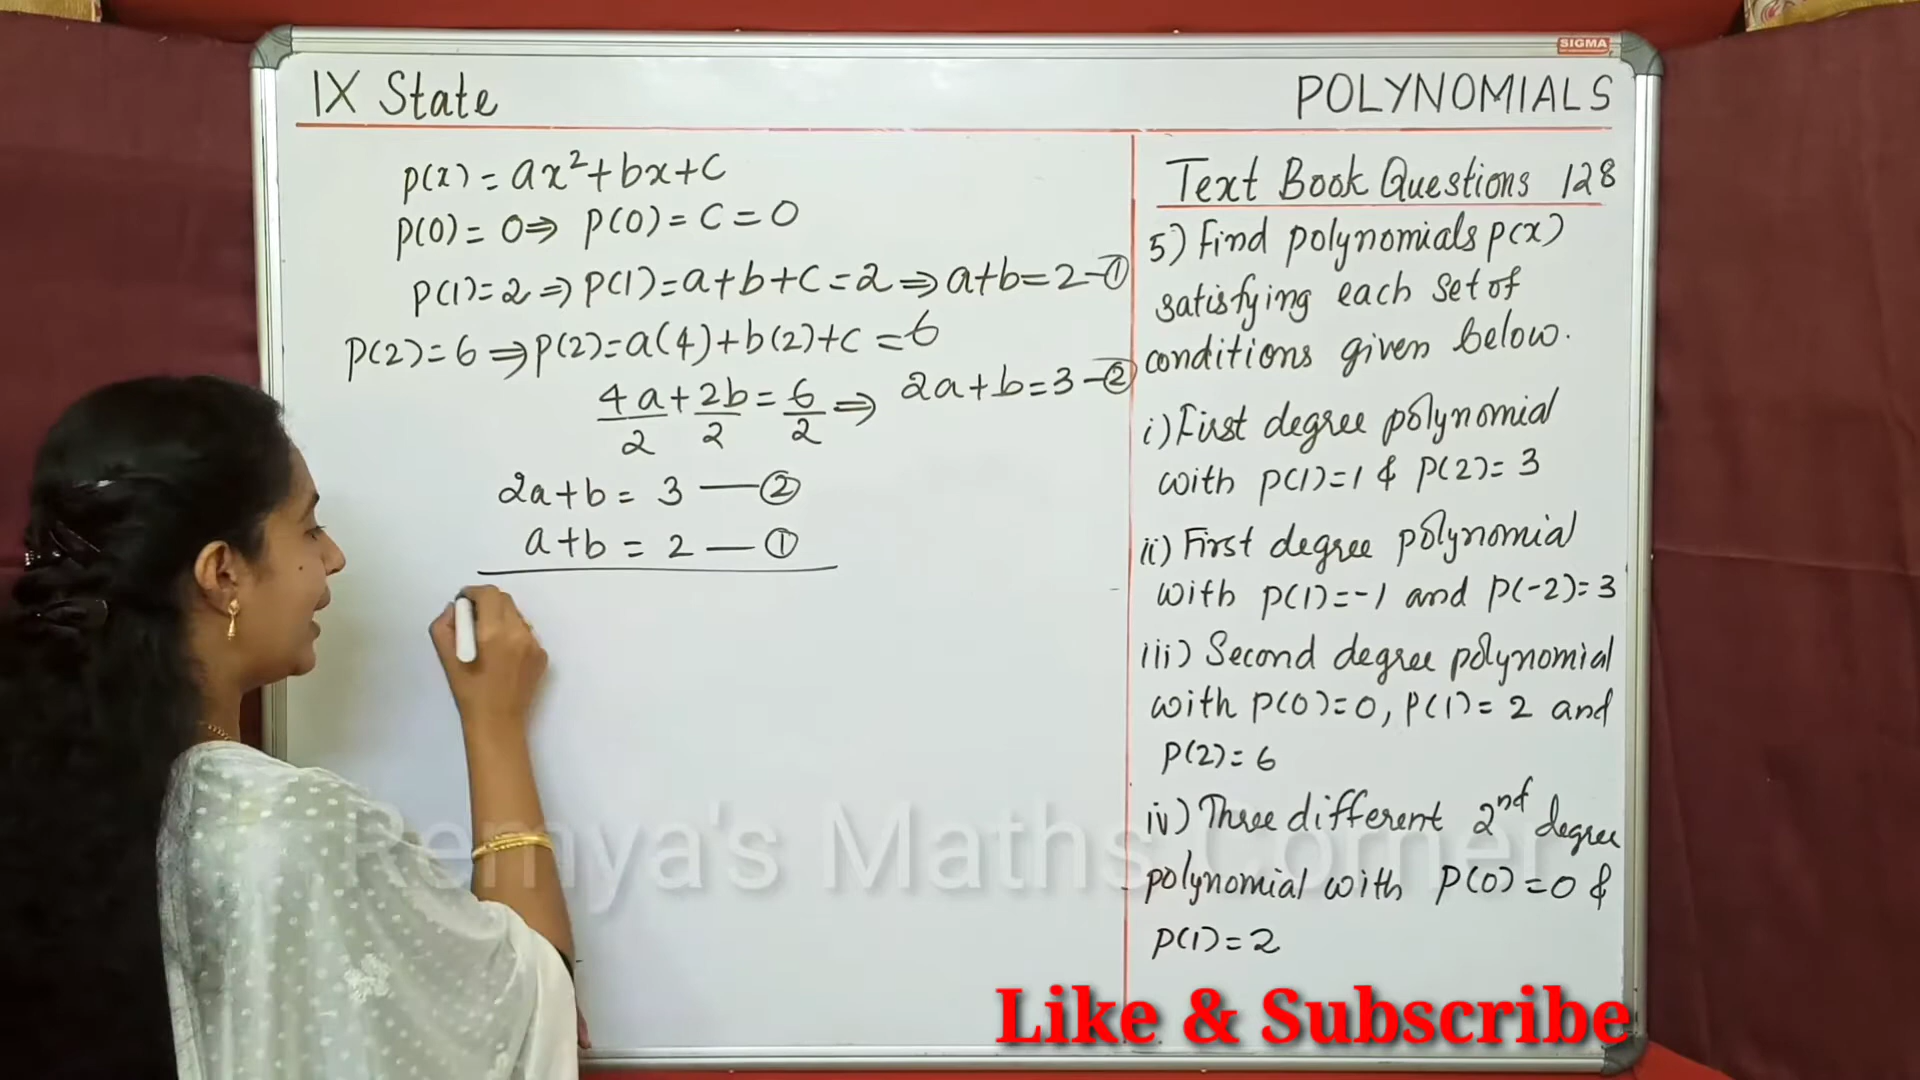 SIGMA
IX State
POLYNOMIALS
p(x) = ax²+bx+c
p(0) = 0 ⇒ p(0) = C = 0
p(1)=2 ⇒ p(1)=a+b+c=2 ⇒ a+b=2 – ①
p(2)=6 ⇒ p(2)=a(4)+b(2)+c = 6
4a/2 + 2b/2 = 6/2 ⇒ 2a+b=3 – ②
2a+b = 3 — ②
a+b = 2 — ①
Text Book Questions 128
5) Find polynomials p(x)
satisfying each set of
conditions given below.
i) First degree polynomial
with p(1)=1 & p(2)=3
ii) First degree polynomial
with p(1)=-1 and p(-2)=3
iii) Second degree polynomial
with p(0)=0, p(1)=2 and
p(2)=6
iv) Three different 2nd degree
polynomial with p(0)=0 &
p(1)=2
Remya's Maths Corner
Like & Subscribe